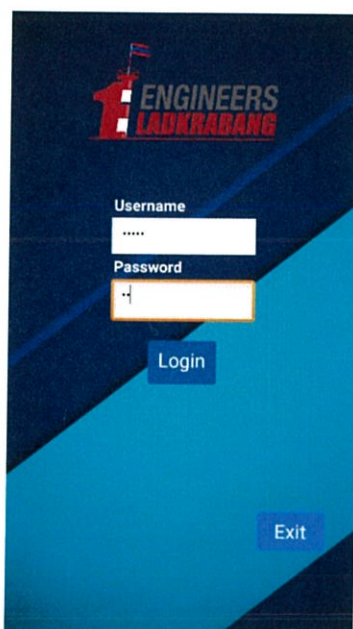 ENGINEERS
LADKRABANG
Username
•••••
Password
••
Login
Exit